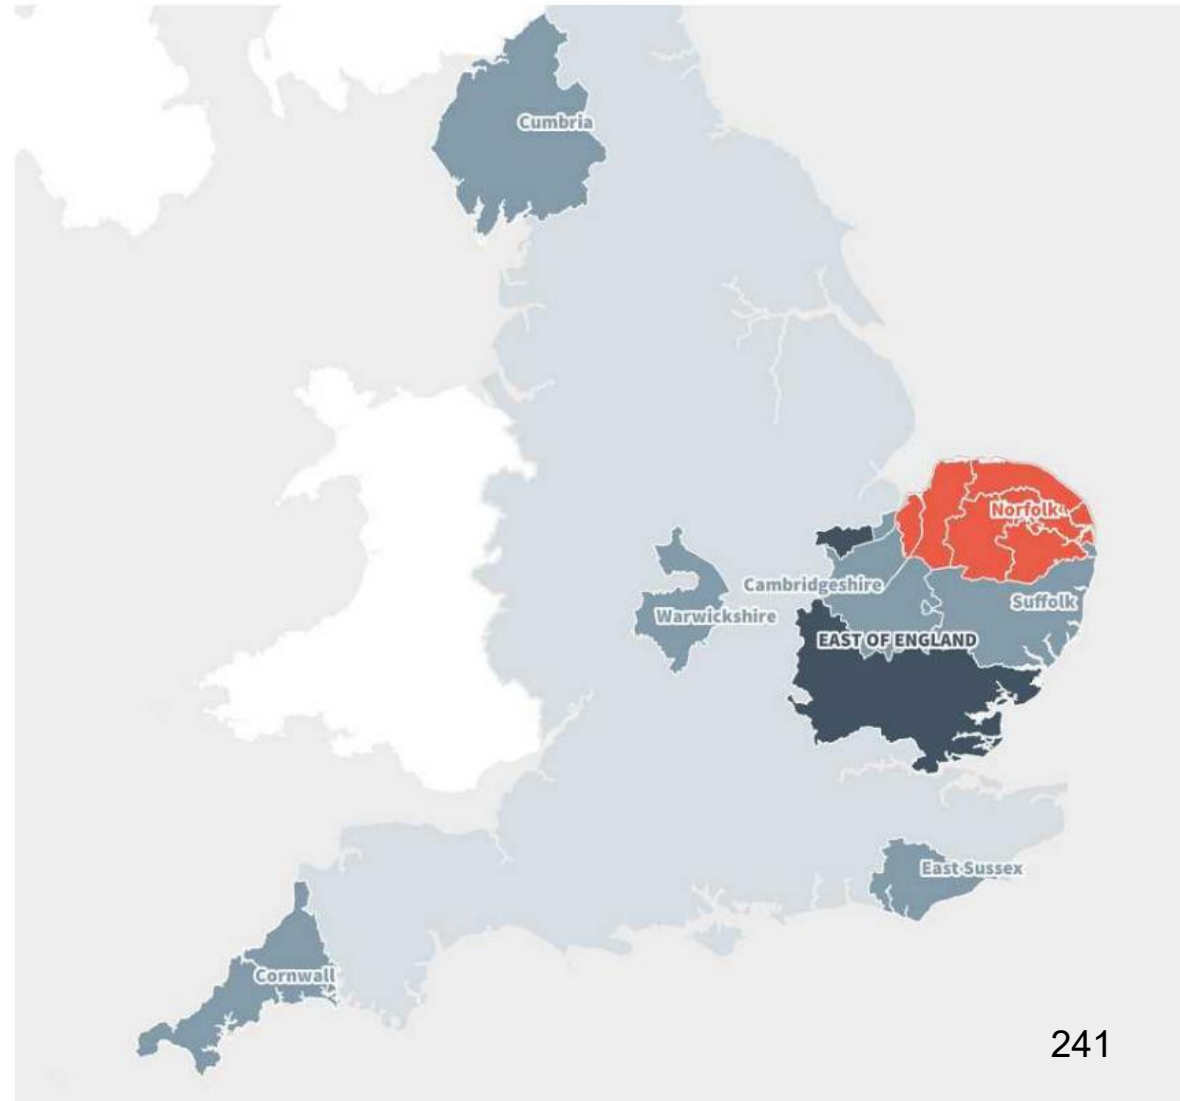 Cumbria
Norfolk
Cambridgeshire
Suffolk
Warwickshire
EAST OF ENGLAND
East Sussex
Cornwall
241